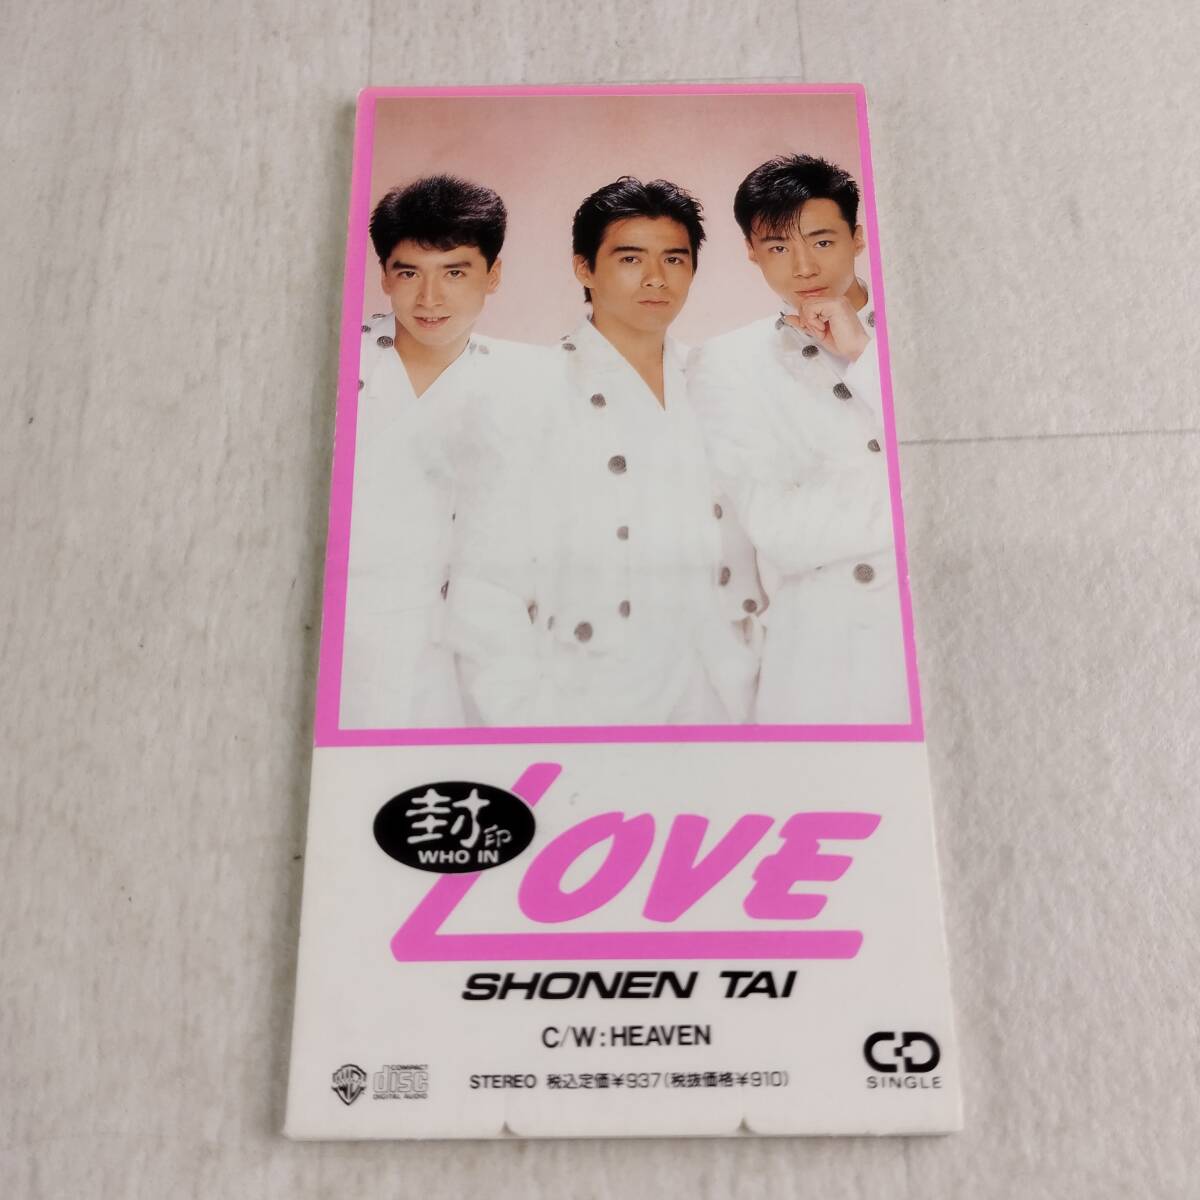 封印
WHO IN
LOVE
SHONEN TAI
C/W:HEAVEN
WB
COMPACT
disc
DIGITAL AUDIO
STEREO 税込定価¥937(税抜価格¥910)
CD
SINGLE